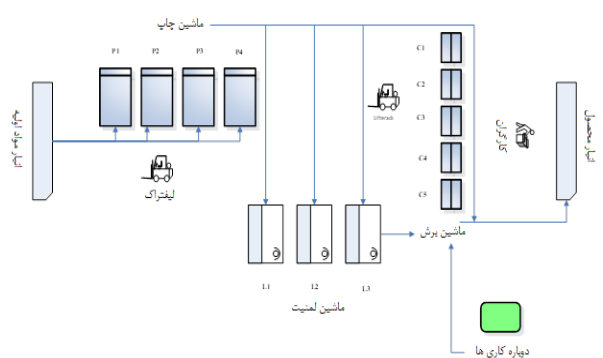 ماشین چاپ
P1
P2
P3
P4
C1
C2
C3
C4
C5
انبار مواد اولیه
لیفتراک
کارگران
انبار محصول
ماشین برش
L1
L2
L3
ماشین لمنیت
دوباره کاری ها